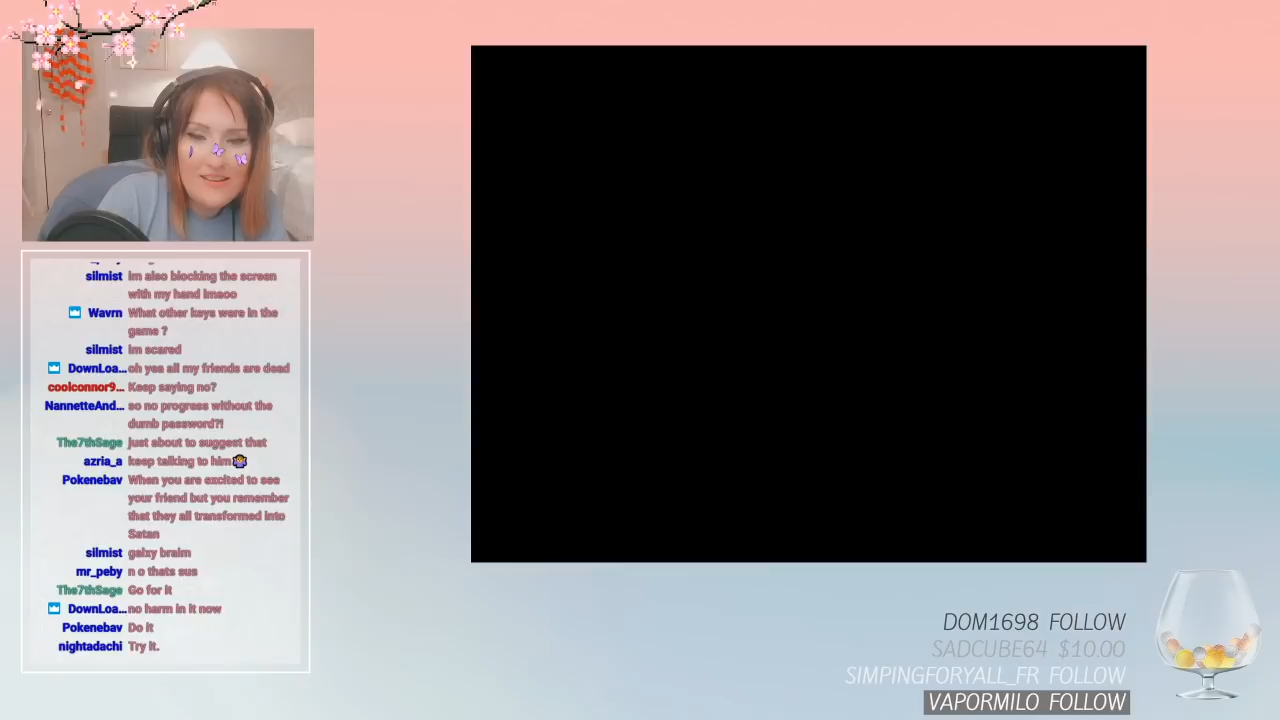 silmist Im also blocking the screen
with my hand lmaoo
Wavrn What other keys were in the
game ?
silmist Im scared
DownLoa... oh yea all my friends are dead
coolconnor9... Keep saying no?
NannetteAnd... so no progress without the
dumb password?!
The7thSage just about to suggest that
azria_a keep talking to him
Pokenebav When you are excited to see
your friend but you remember
that they all transformed into
Satan
silmist galxy braim
mr_peby n o thats sus
The7thSage Go for it
DownLoa... no harm in it now
Pokenebav Do it
nightadachi Try it.
DOM1698 FOLLOW
SADCUBE64 $10.00
SIMPINGFORYALL_FR FOLLOW
VAPORMILO FOLLOW